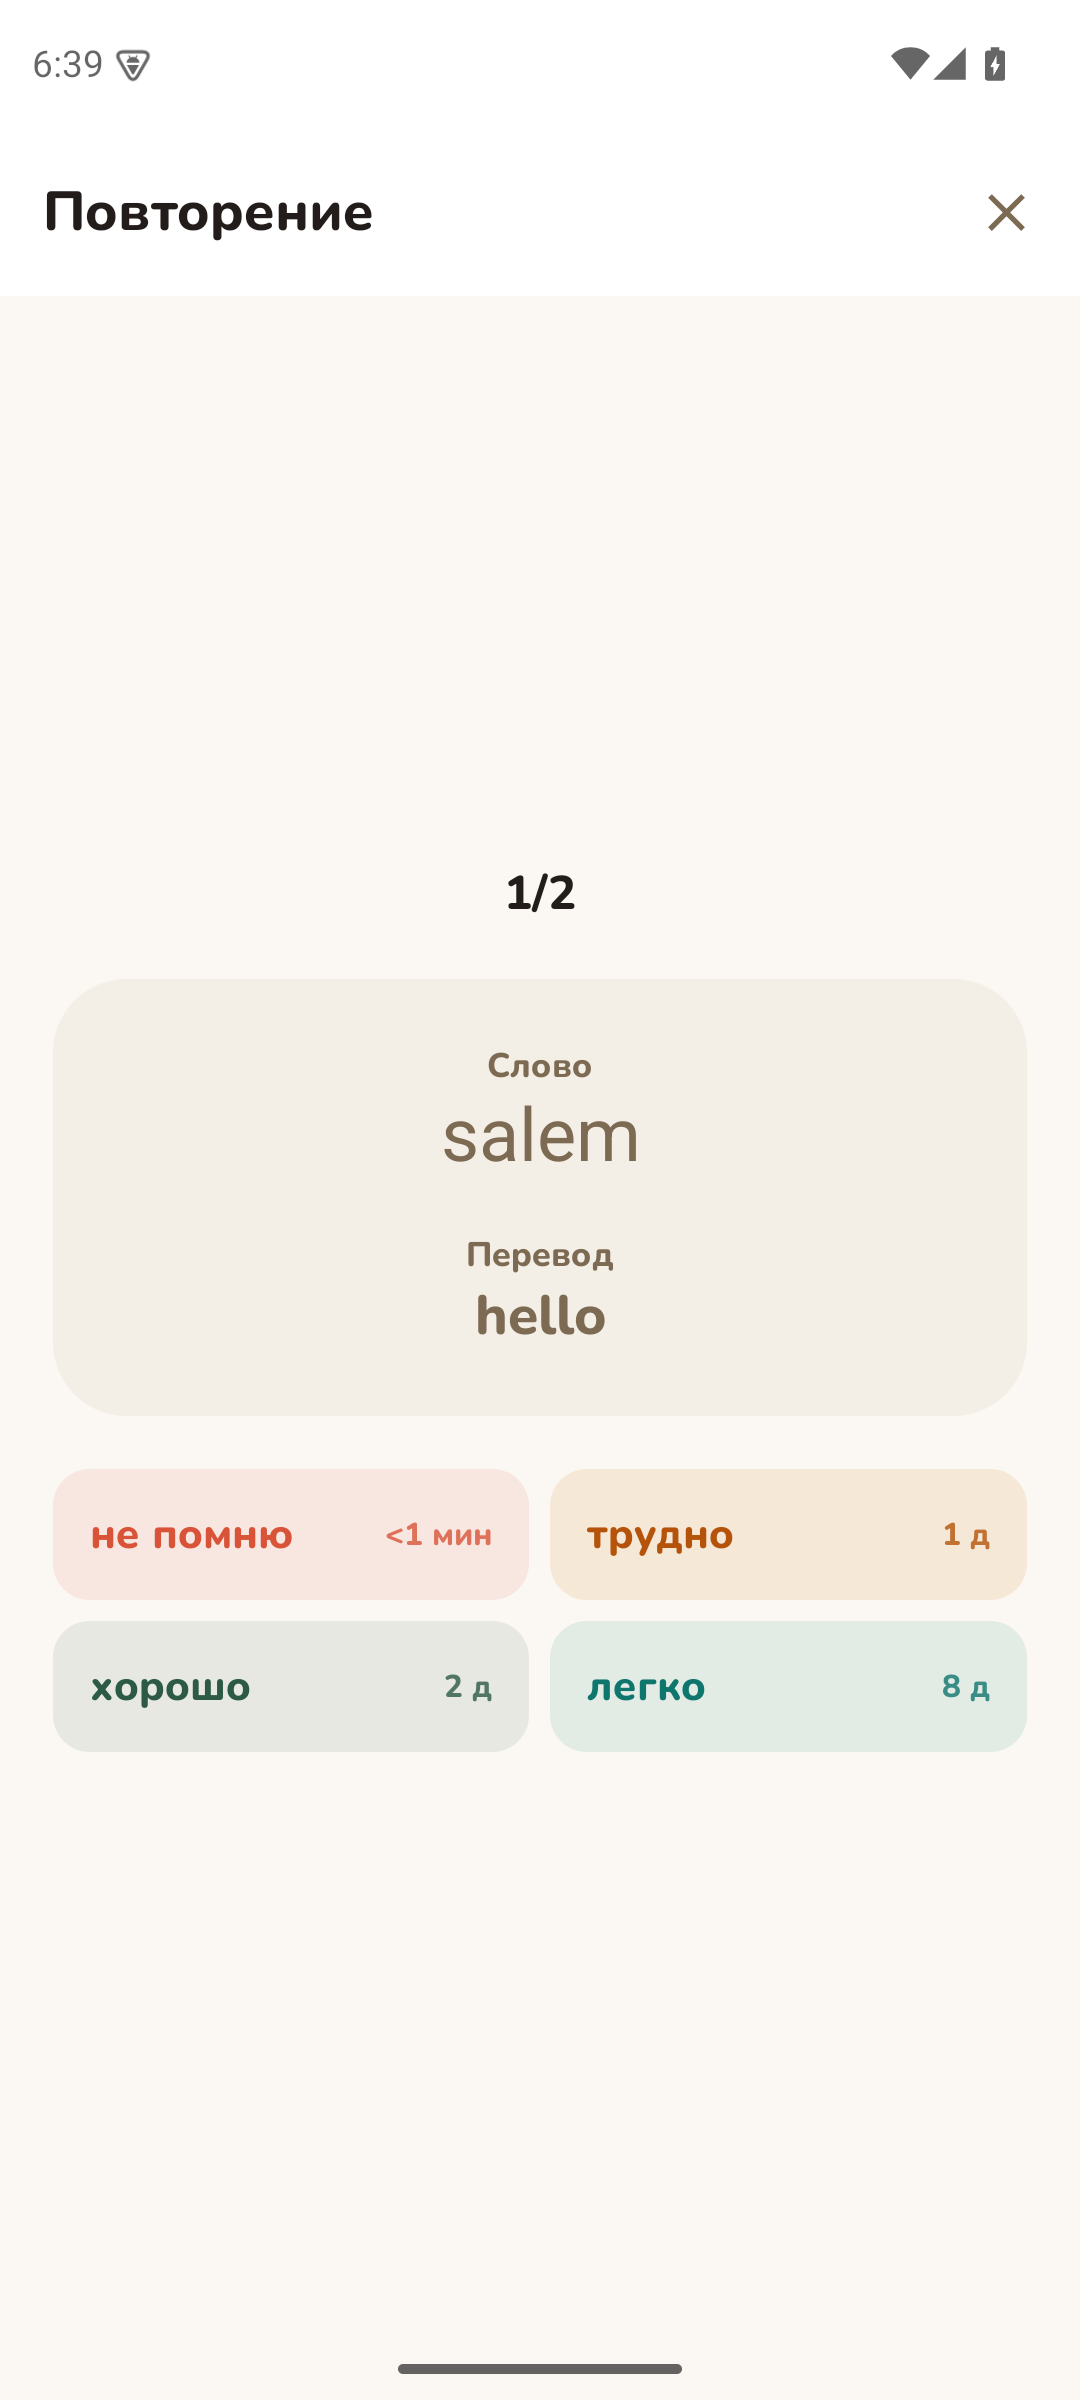 6:39
Повторение
1/2
Слово
salem
Перевод
hello
не помню <1 мин
трудно 1 д
хорошо 2 д
легко 8 д